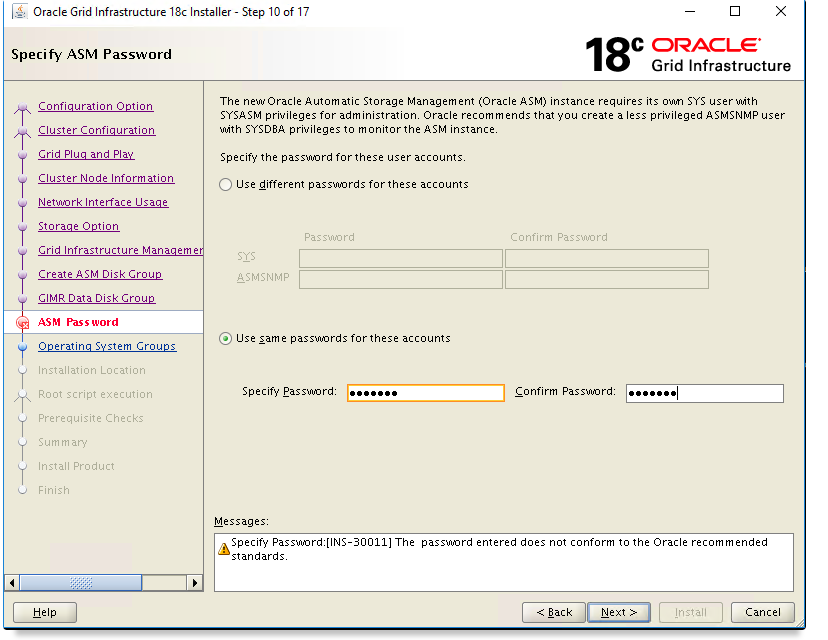 Oracle Grid Infrastructure 18c Installer - Step 10 of 17
Specify ASM Password
18c ORACLE
Grid Infrastructure
Configuration Option
Cluster Configuration
Grid Plug and Play
Cluster Node Information
Network Interface Usage
Storage Option
Grid Infrastructure Managemer
Create ASM Disk Group
GIMR Data Disk Group
ASM Password
Operating System Groups
Installation Location
Root script execution
Prerequisite Checks
Summary
Install Product
Finish
The new Oracle Automatic Storage Management (Oracle ASM) instance requires its own SYS user with
SYSASM privileges for administration. Oracle recommends that you create a less privileged ASMSNMP user
with SYSDBA privileges to monitor the ASM instance.
Specify the password for these user accounts.
Use different passwords for these accounts
Password Confirm Password
SYS
ASMSNMP
Use same passwords for these accounts
Specify Password: ●●●●●●● Confirm Password: ●●●●●●●
Messages:
Specify Password:[INS-30011] The  password entered does not conform to the Oracle recommended
standards.
Help < Back Next > Install Cancel